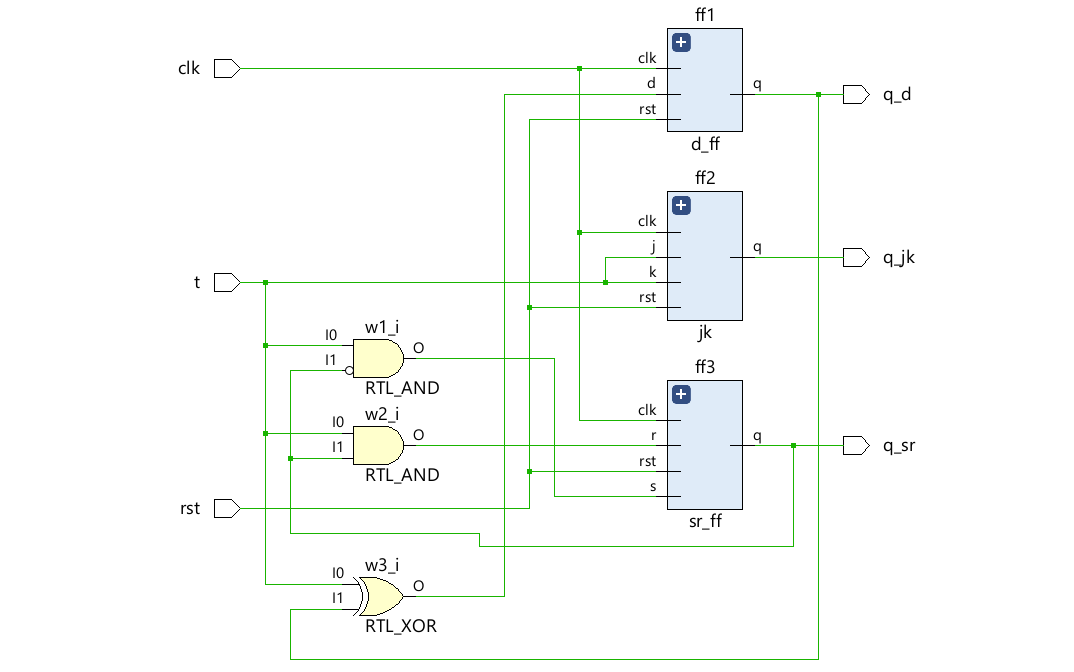 ff1
clk
clk
d
q
q_d
rst
d_ff
ff2
clk
j
q
q_jk
t
k
rst
w1_i
I0
O
jk
I1
ff3
RTL_AND
clk
w2_i
I0
O
r
q
q_sr
I1
rst
RTL_AND
s
rst
sr_ff
w3_i
I0
O
I1
RTL_XOR